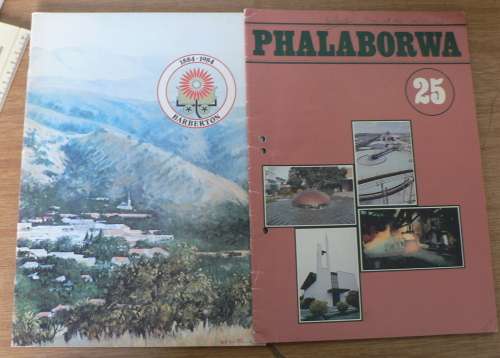 1884 - 1984
BARBERTON
PHALABORWA
25